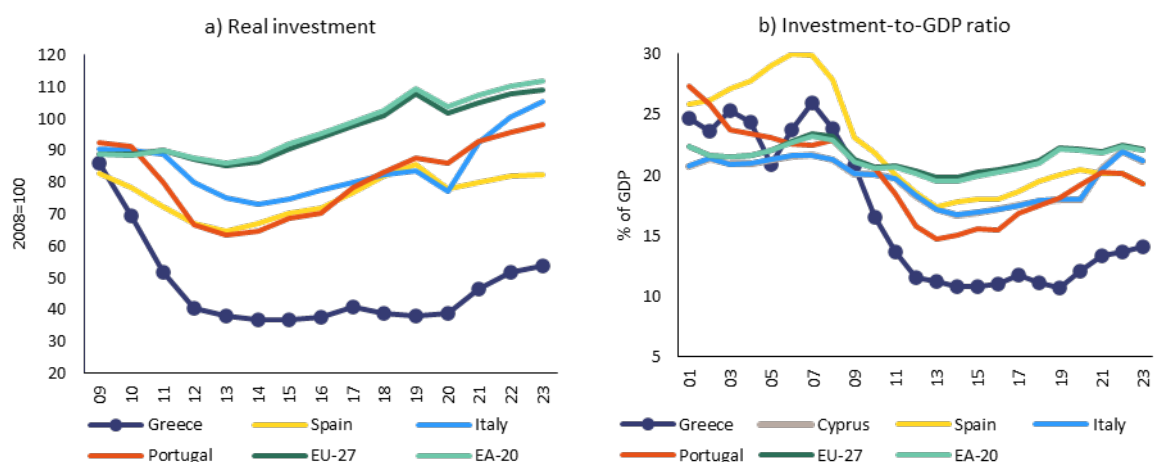 a) Real investment
2008=100
120
110
100
90
80
70
60
50
40
30
20
09 10 11 12 13 14 15 16 17 18 19 20 21 22 23
Greece Spain Italy
Portugal EU-27 EA-20
b) Investment-to-GDP ratio
% of GDP
30
25
20
15
10
5
01 03 05 07 09 11 13 15 17 19 21 23
Greece Cyprus Spain Italy
Portugal EU-27 EA-20